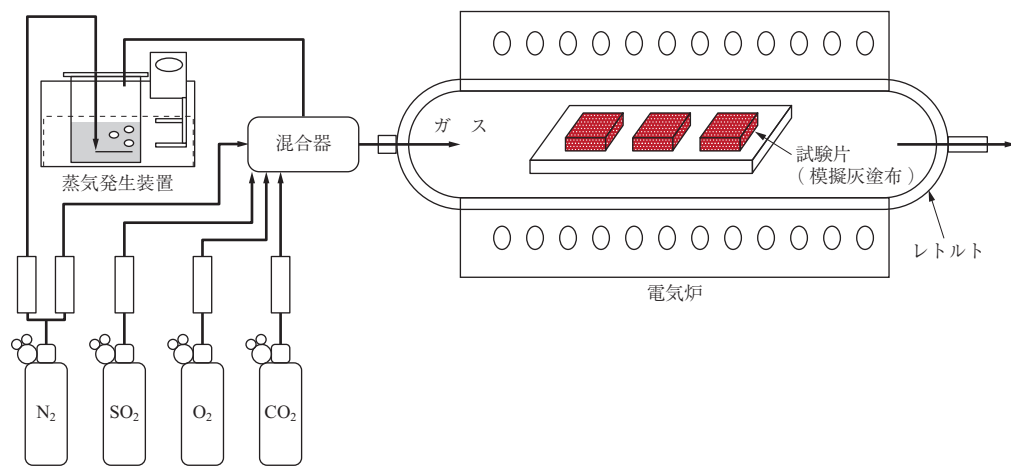 ガス
混合器
試験片
（模擬灰塗布）
蒸気発生装置
レトルト
電気炉
N₂
SO₂
O₂
CO₂